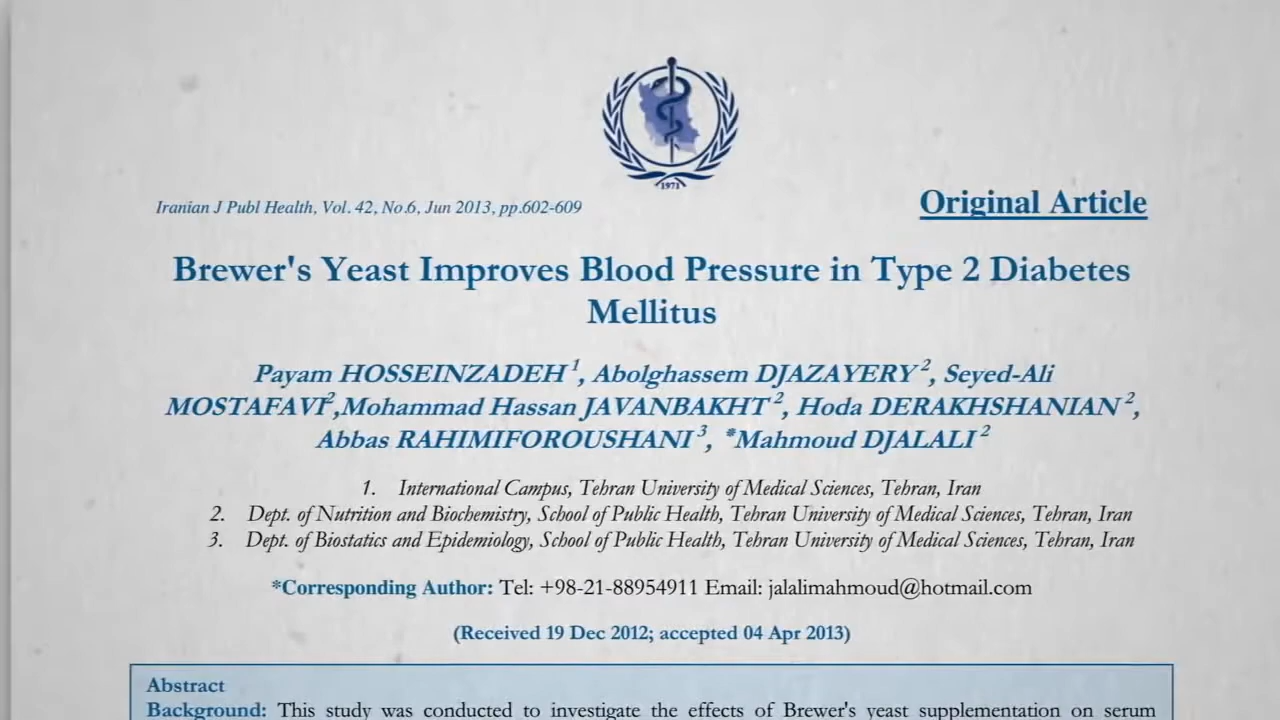 1971
Iranian J Publ Health, Vol. 42, No.6, Jun 2013, pp.602-609
Original Article
Brewer's Yeast Improves Blood Pressure in Type 2 Diabetes
Mellitus
Payam HOSSEINZADEH 1, Abolghassem DJAZAYERY 2, Seyed-Ali
MOSTAFAVI2,Mohammad Hassan JAVANBAKHT 2, Hoda DERAKHSHANIAN 2,
Abbas RAHIMIFOROUSHANI 3, *Mahmoud DJALALI 2
1. International Campus, Tehran University of Medical Sciences, Tehran, Iran
2. Dept. of Nutrition and Biochemistry, School of Public Health, Tehran University of Medical Sciences, Tehran, Iran
3. Dept. of Biostatics and Epidemiology, School of Public Health, Tehran University of Medical Sciences, Tehran, Iran
*Corresponding Author: Tel: +98-21-88954911 Email: jalalimahmoud@hotmail.com
(Received 19 Dec 2012; accepted 04 Apr 2013)
Abstract
Background: This study was conducted to investigate the effects of Brewer's yeast supplementation on serum